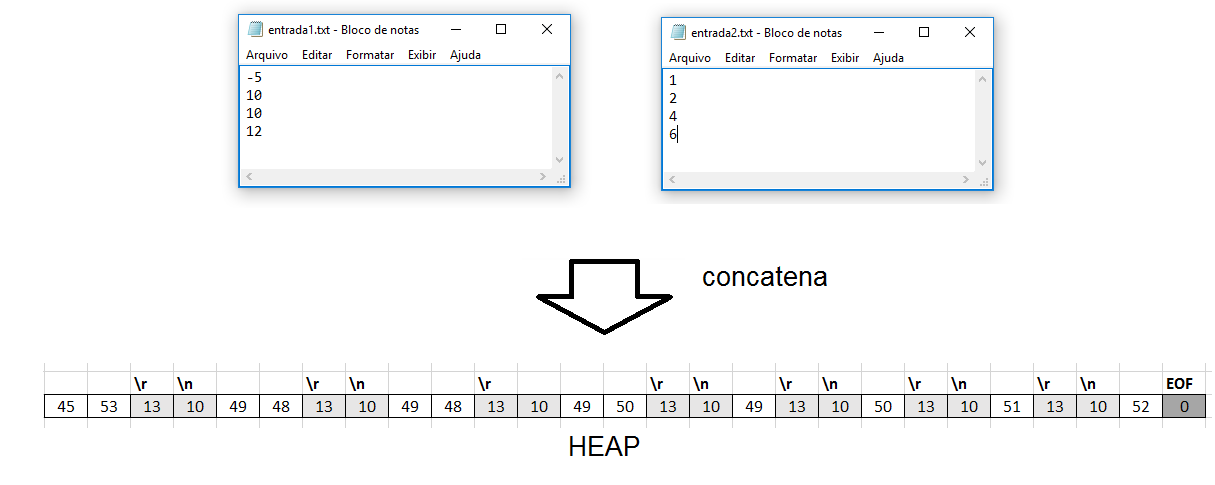 entrada1.txt - Bloco de notas
Arquivo Editar Formatar Exibir Ajuda
-5
10
10
12
entrada2.txt - Bloco de notas
Arquivo Editar Formatar Exibir Ajuda
1
2
4
6
concatena
\r \n \r \n \r \r \n \r \n \r \n \r \n EOF
45 53 13 10 49 48 13 10 49 48 13 10 49 50 13 10 49 13 10 50 13 10 51 13 10 52 0
HEAP